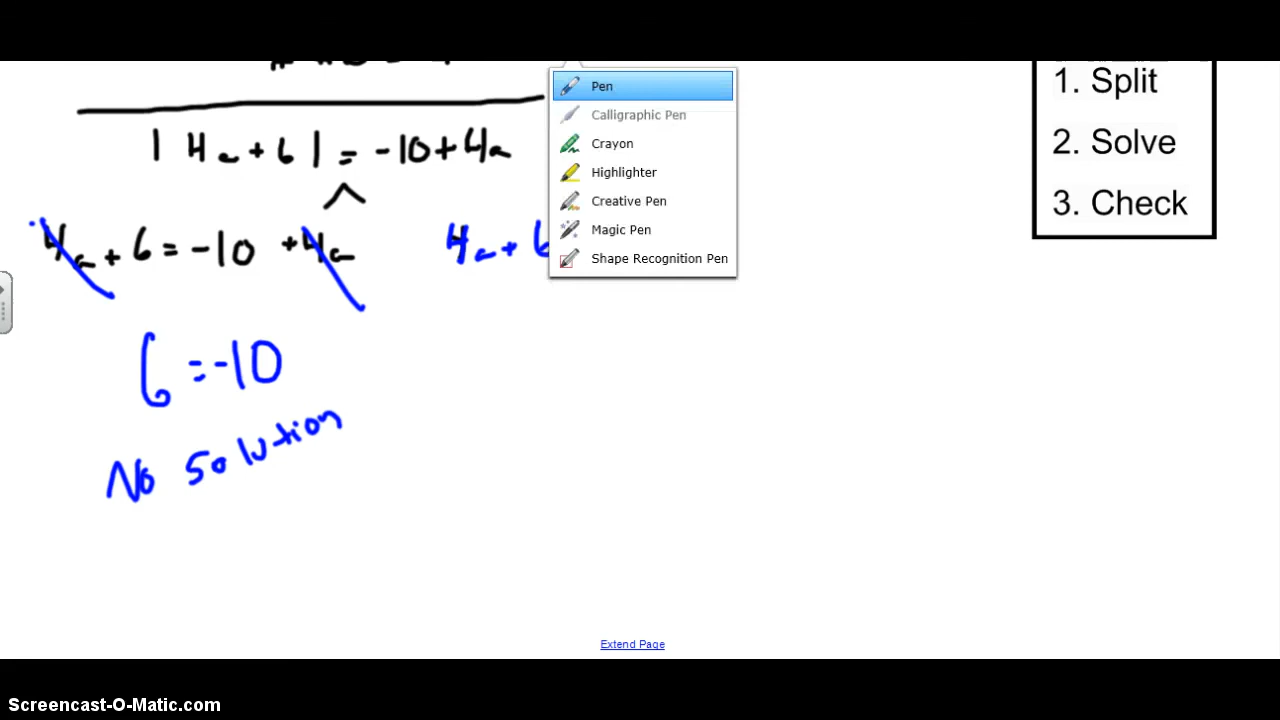 Pen
Calligraphic Pen
Crayon
Highlighter
Creative Pen
Magic Pen
Shape Recognition Pen
1. Split
2. Solve
3. Check
|4a+6| = -10+4a
4a+6=-10 +4a
4a+6
6=-10
No solution
Extend Page
Screencast-O-Matic.com